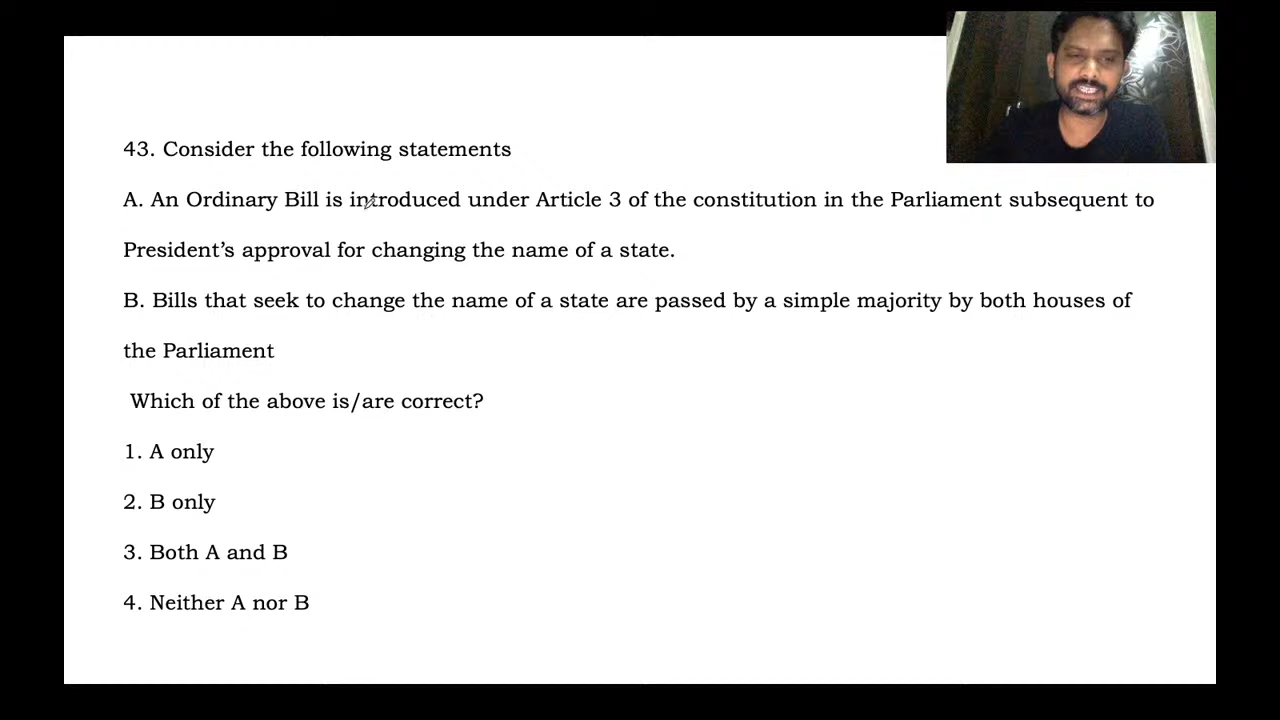 43. Consider the following statements
A. An Ordinary Bill is introduced under Article 3 of the constitution in the Parliament subsequent to
President’s approval for changing the name of a state.
B. Bills that seek to change the name of a state are passed by a simple majority by both houses of
the Parliament
Which of the above is/are correct?
1. A only
2. B only
3. Both A and B
4. Neither A nor B